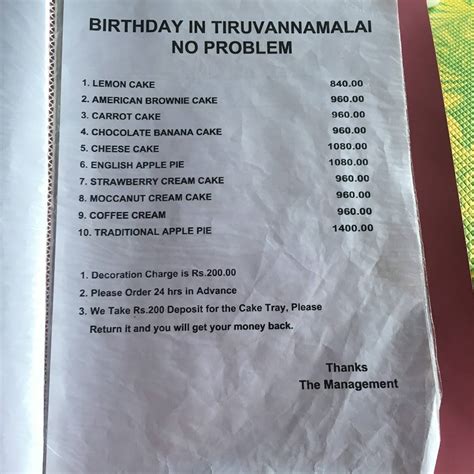 BIRTHDAY IN TIRUVANNAMALAI
NO PROBLEM
1. LEMON CAKE 840.00
2. AMERICAN BROWNIE CAKE 960.00
3. CARROT CAKE 960.00
4. CHOCOLATE BANANA CAKE 960.00
5. CHEESE CAKE 1080.00
6. ENGLISH APPLE PIE 1080.00
7. STRAWBERRY CREAM CAKE 960.00
8. MOCCANUT CREAM CAKE 960.00
9. COFFEE CREAM 960.00
10. TRADITIONAL APPLE PIE 1400.00
1. Decoration Charge is Rs.200.00
2. Please Order 24 hrs in Advance
3. We Take Rs.200 Deposit for the Cake Tray, Please
Return it and you will get your money back.
Thanks
The Management